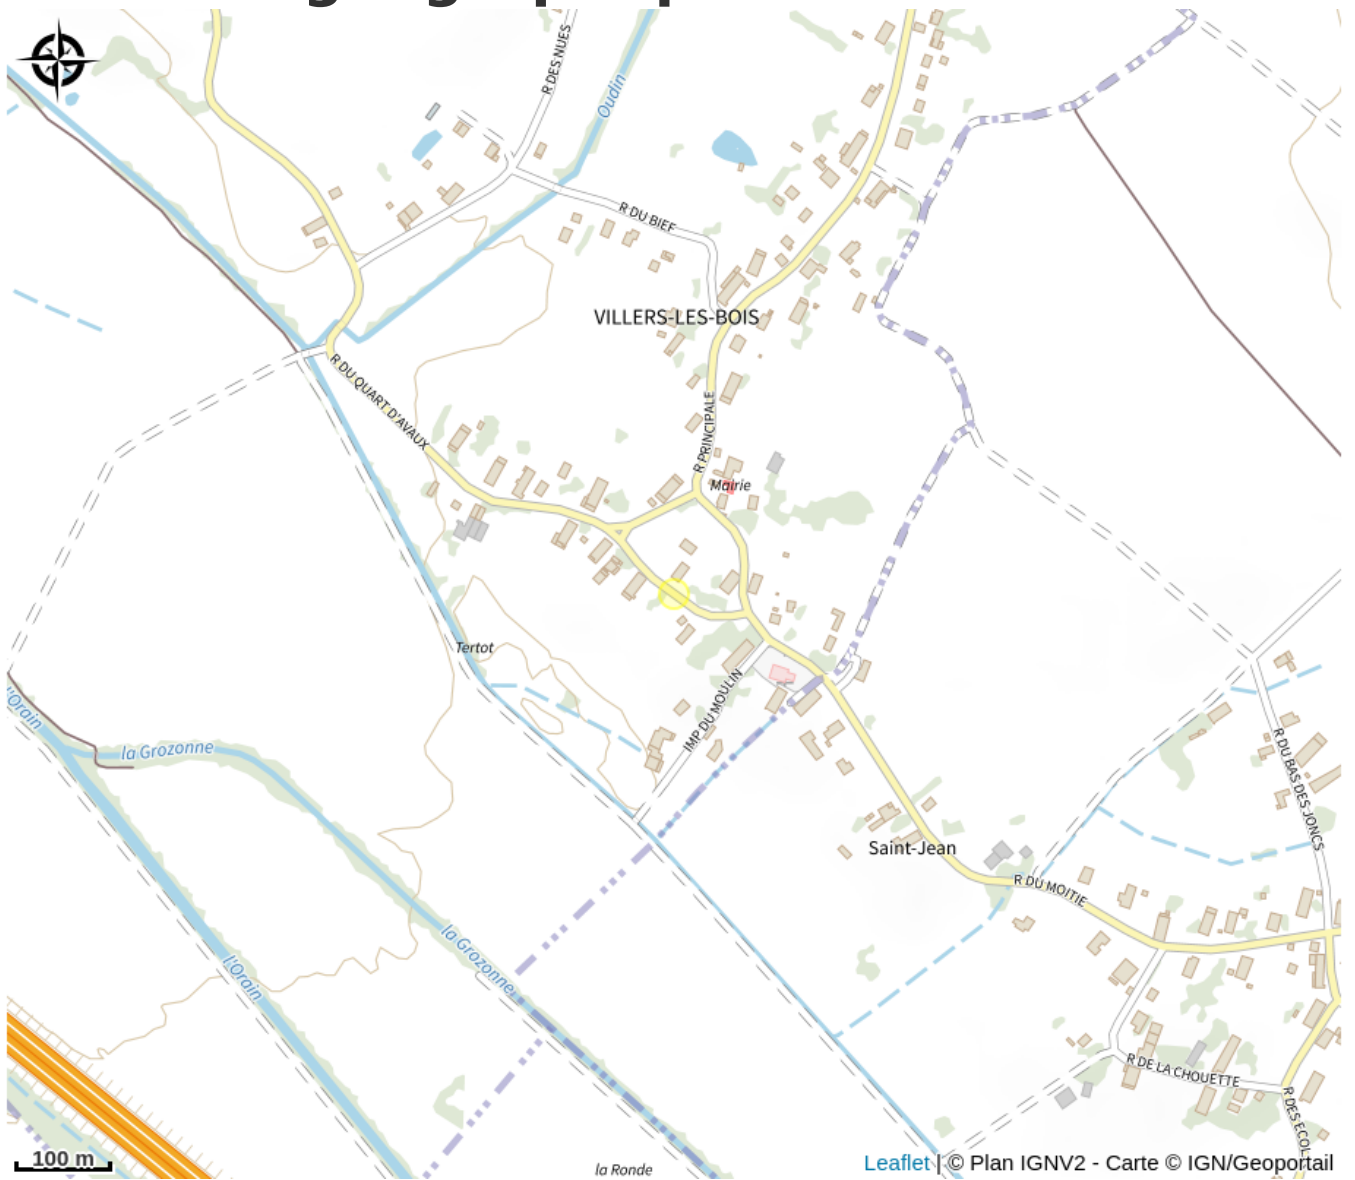 R DES NUES
Oudin
R DU BIEF
VILLERS-LES-BOIS
R DU QUART D'AVAUX
R PRINCIPALE
Mairie
Tertot
l'Orain
la Grozonne
IMP DU MOULIN
R DU BAS DES JONCS
Saint-Jean
R DU MOITIE
la Grozonne
l'Orain
R DE LA CHOUETTE
R DES ECOL
100 m
la Ronde
Leaflet | © Plan IGNV2 - Carte © IGN/Geoportail